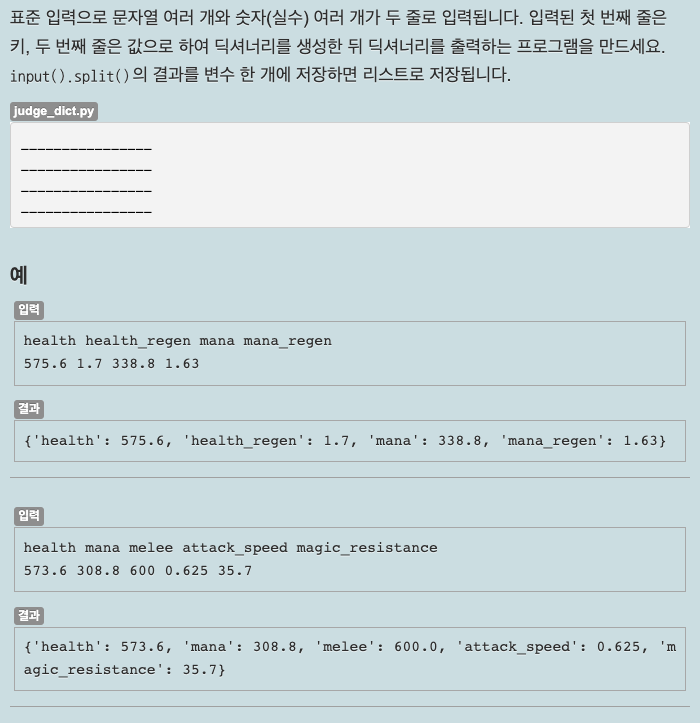 표준 입력으로 문자열 여러 개와 숫자(실수) 여러 개가 두 줄로 입력됩니다. 입력된 첫 번째 줄은
키, 두 번째 줄은 값으로 하여 딕셔너리를 생성한 뒤 딕셔너리를 출력하는 프로그램을 만드세요.
input().split()의 결과를 변수 한 개에 저장하면 리스트로 저장됩니다.
judge_dict.py
________________
________________
________________
________________
예
입력
health health_regen mana mana_regen
575.6 1.7 338.8 1.63
결과
{'health': 575.6, 'health_regen': 1.7, 'mana': 338.8, 'mana_regen': 1.63}
입력
health mana melee attack_speed magic_resistance
573.6 308.8 600 0.625 35.7
결과
{'health': 573.6, 'mana': 308.8, 'melee': 600.0, 'attack_speed': 0.625, 'm
agic_resistance': 35.7}